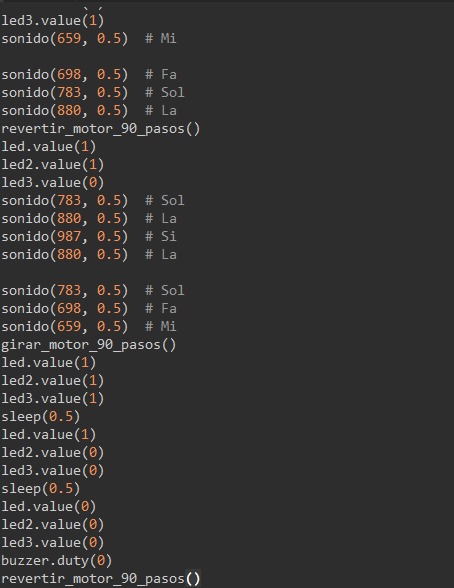 led3.value(1)
sonido(659, 0.5)  # Mi

sonido(698, 0.5)  # Fa
sonido(783, 0.5)  # Sol
sonido(880, 0.5)  # La
revertir_motor_90_pasos()
led.value(1)
led2.value(1)
led3.value(0)
sonido(783, 0.5)  # Sol
sonido(880, 0.5)  # La
sonido(987, 0.5)  # Si
sonido(880, 0.5)  # La

sonido(783, 0.5)  # Sol
sonido(698, 0.5)  # Fa
sonido(659, 0.5)  # Mi
girar_motor_90_pasos()
led.value(1)
led2.value(1)
led3.value(1)
sleep(0.5)
led.value(1)
led2.value(0)
led3.value(0)
sleep(0.5)
led.value(0)
led2.value(0)
led3.value(0)
buzzer.duty(0)
revertir_motor_90_pasos()